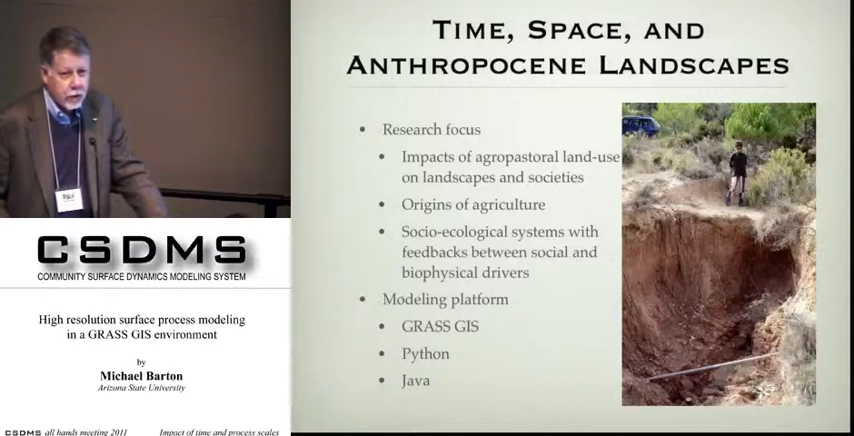 TIME, SPACE, AND
ANTHROPOCENE LANDSCAPES
• Research focus
• Impacts of agropastoral land-use
on landscapes and societies
• Origins of agriculture
• Socio-ecological systems with
feedbacks between social and
biophysical drivers
• Modeling platform
• GRASS GIS
• Python
• Java
CSDMS
COMMUNITY SURFACE DYNAMICS MODELING SYSTEM
High resolution surface process modeling
in a GRASS GIS environment
by
Michael Barton
Arizona State University
CSDMS all hands meeting 2011 Impact of time and process scales